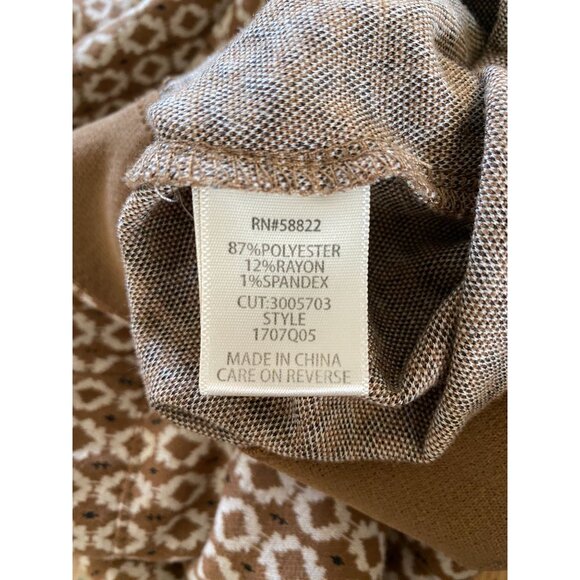 RN#58822
87%POLYESTER
12%RAYON
1%SPANDEX
CUT:3005703
STYLE
1707Q05
MADE IN CHINA
CARE ON REVERSE